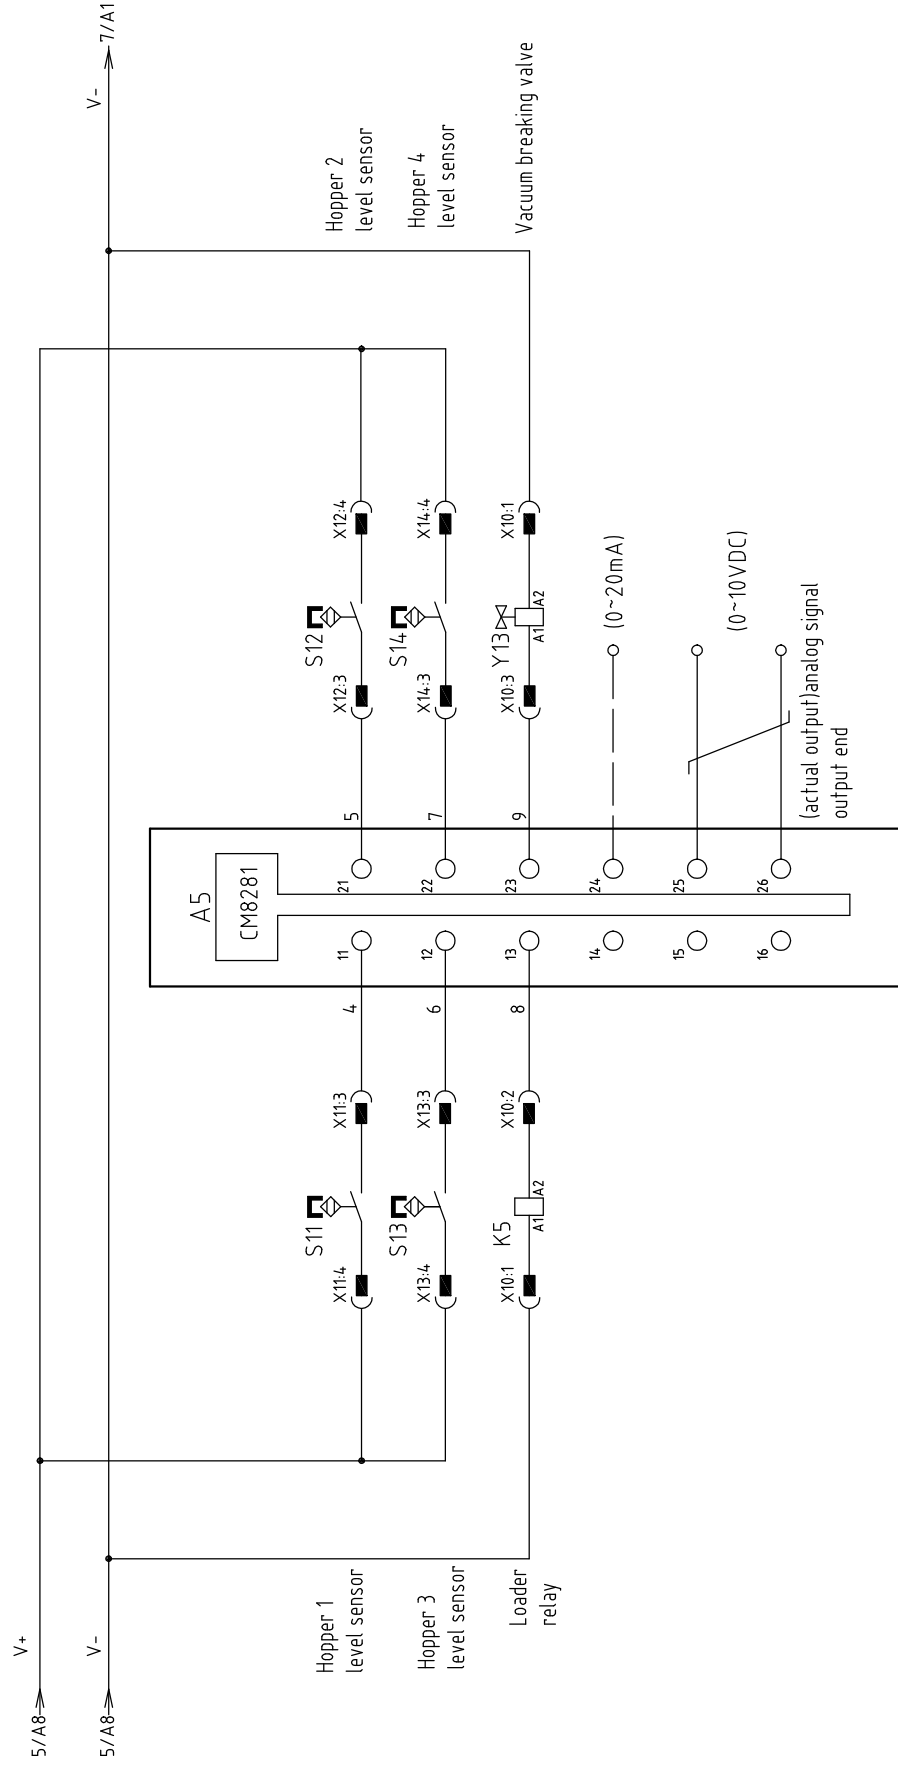 5/A8
V+
5/A8
V-
V-
7/A1
Hopper 1
level sensor
X11:4
S11
X11:3
4
11
A5
CM8281
21
5
X12:3
S12
X12:4
Hopper 2
level sensor
Hopper 3
level sensor
X13:4
S13
X13:3
6
12
22
7
X14:3
S14
X14:4
Hopper 4
level sensor
Loader
relay
X10:1
K5
A1
A2
X10:2
8
13
23
9
X10:3
Y13
A1
A2
X10:1
Vacuum breaking valve
14
24
(0~20mA)
15
25
(0~10VDC)
16
26
(actual output)analog signal
output end